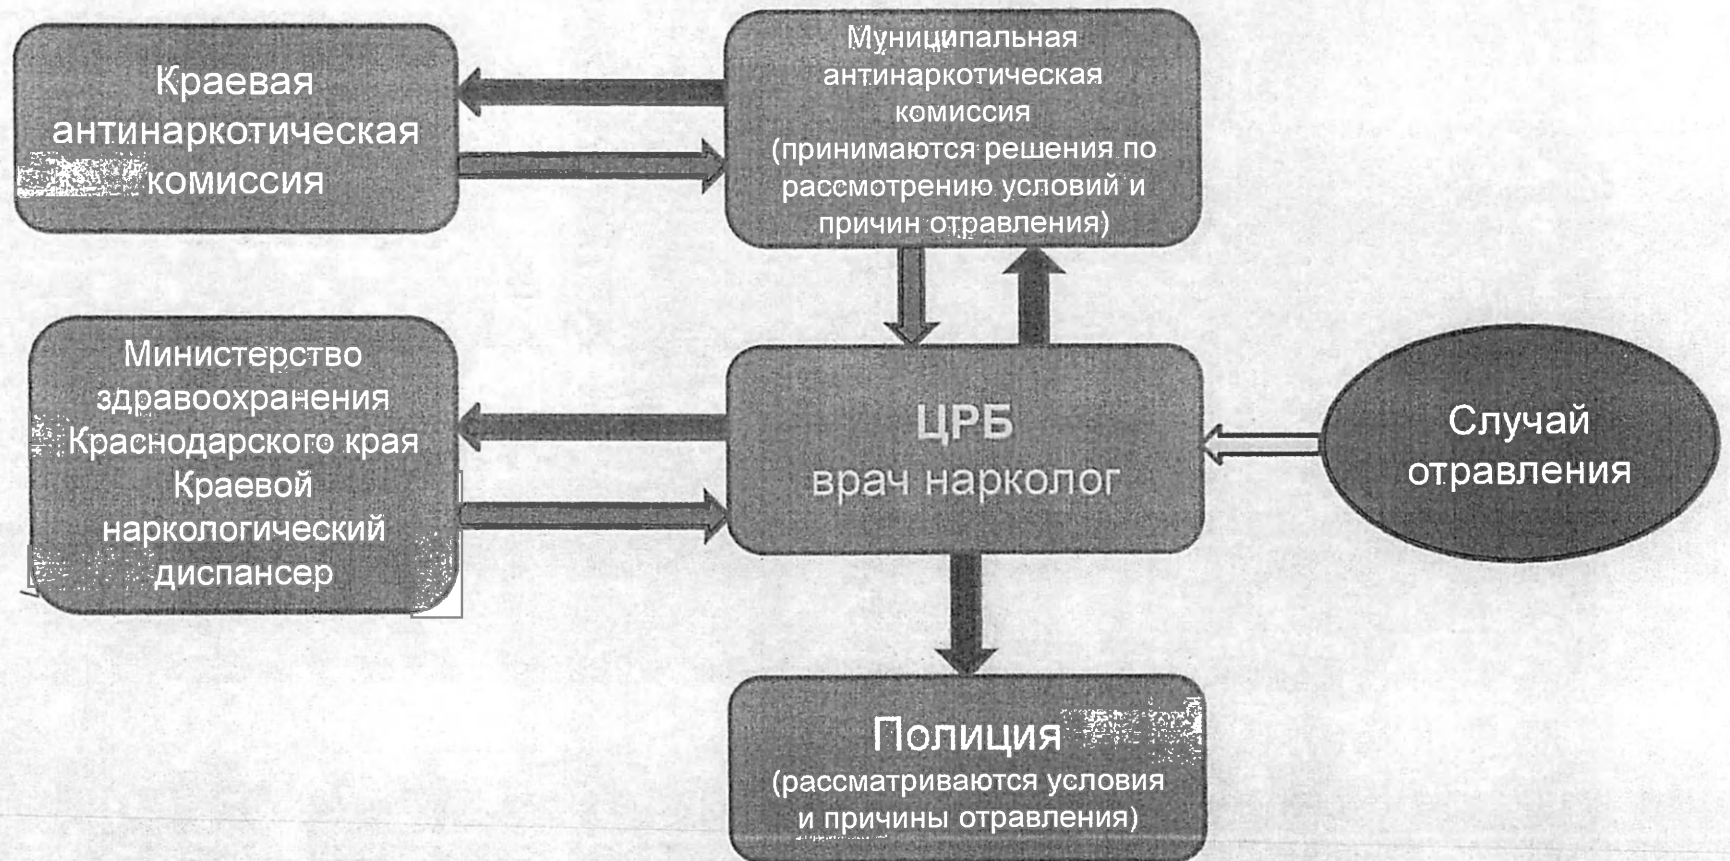 Краевая
антинаркотическая
комиссия
Муниципальная
антинаркотическая
комиссия
(принимаются решения по
рассмотрению условий и
причин отравления)
Министерство
здравоохранения
Краснодарского края
Краевой
наркологический
диспансер
ЦРБ
врач нарколог
Случай
отравления
Полиция
(рассматриваются условия
и причины отравления)